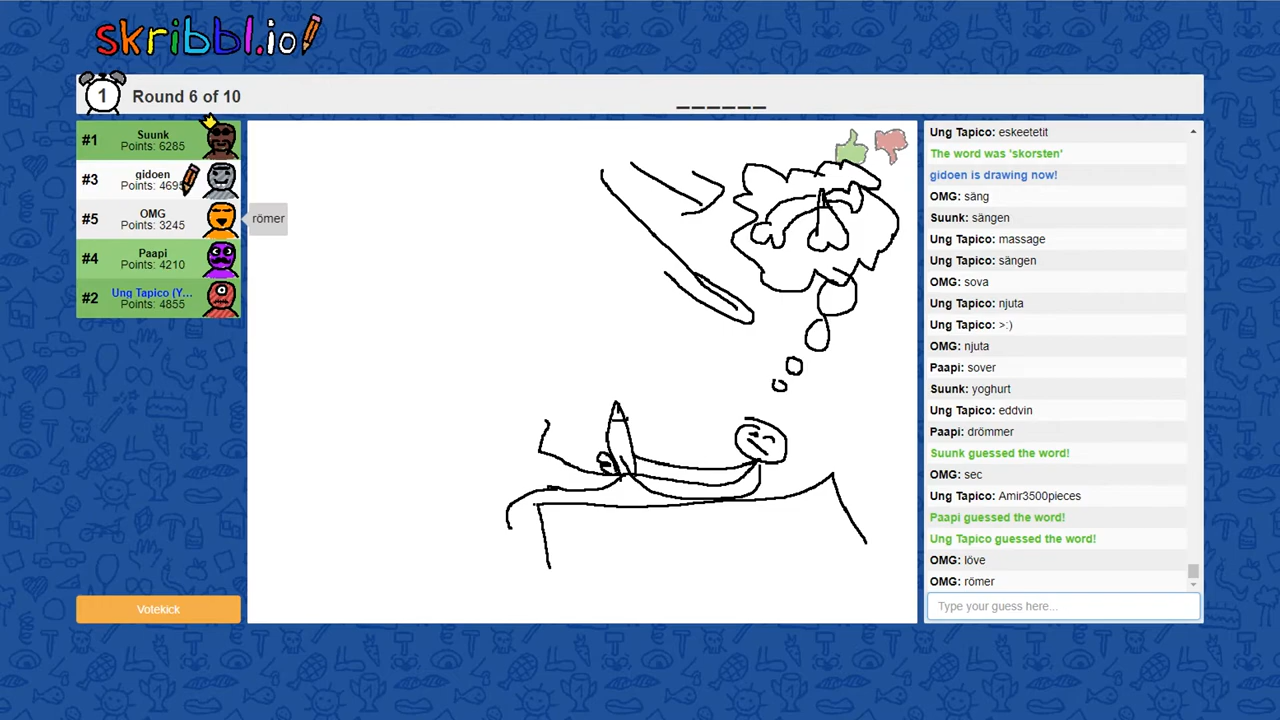 skribbl.io
1
Round 6 of 10
______
#1 Suunk
Points: 6285
#3 gidoen
Points: 4695
#5 OMG
Points: 3245
römer
#4 Paapi
Points: 4210
#2 Ung Tapico (Y...
Points: 4855
Votekick
Ung Tapico: eskeetetit
The word was 'skorsten'
gidoen is drawing now!
OMG: säng
Suunk: sängen
Ung Tapico: massage
Ung Tapico: sängen
OMG: sova
Ung Tapico: njuta
Ung Tapico: >:)
OMG: njuta
Paapi: sover
Suunk: yoghurt
Ung Tapico: eddvin
Paapi: drömmer
Suunk guessed the word!
OMG: sec
Ung Tapico: Amir3500pieces
Paapi guessed the word!
Ung Tapico guessed the word!
OMG: löve
OMG: römer
Type your guess here...